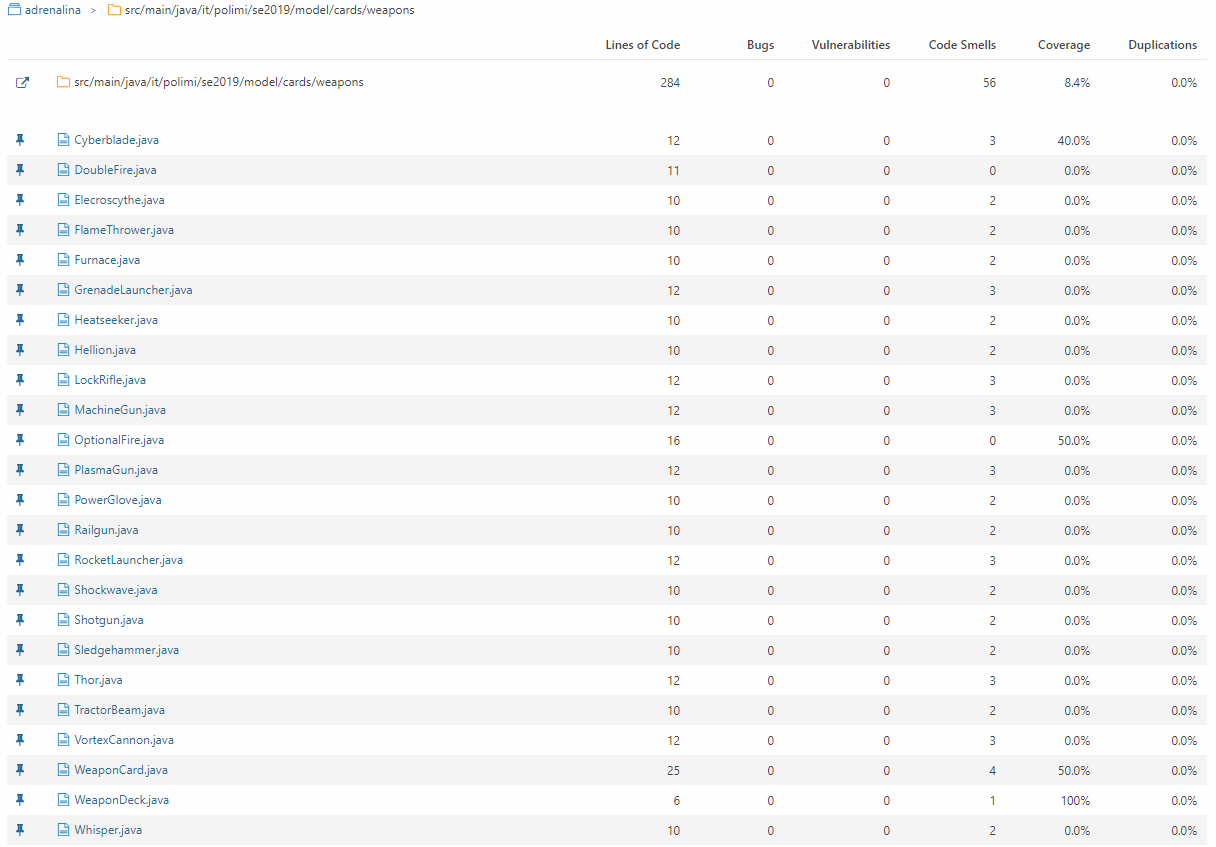 adrenalina > src/main/java/it/polimi/se2019/model/cards/weapons
Lines of Code Bugs Vulnerabilities Code Smells Coverage Duplications
src/main/java/it/polimi/se2019/model/cards/weapons 284 0 0 56 8.4% 0.0%
Cyberblade.java 12 0 0 3 40.0% 0.0%
DoubleFire.java 11 0 0 0 0.0% 0.0%
Elecroscythe.java 10 0 0 2 0.0% 0.0%
FlameThrower.java 10 0 0 2 0.0% 0.0%
Furnace.java 10 0 0 2 0.0% 0.0%
GrenadeLauncher.java 12 0 0 3 0.0% 0.0%
Heatseeker.java 10 0 0 2 0.0% 0.0%
Hellion.java 10 0 0 2 0.0% 0.0%
LockRifle.java 12 0 0 3 0.0% 0.0%
MachineGun.java 12 0 0 3 0.0% 0.0%
OptionalFire.java 16 0 0 0 50.0% 0.0%
PlasmaGun.java 12 0 0 3 0.0% 0.0%
PowerGlove.java 10 0 0 2 0.0% 0.0%
Railgun.java 10 0 0 2 0.0% 0.0%
RocketLauncher.java 12 0 0 3 0.0% 0.0%
Shockwave.java 10 0 0 2 0.0% 0.0%
Shotgun.java 10 0 0 2 0.0% 0.0%
Sledgehammer.java 10 0 0 2 0.0% 0.0%
Thor.java 12 0 0 3 0.0% 0.0%
TractorBeam.java 10 0 0 2 0.0% 0.0%
VortexCannon.java 12 0 0 3 0.0% 0.0%
WeaponCard.java 25 0 0 4 50.0% 0.0%
WeaponDeck.java 6 0 0 1 100% 0.0%
Whisper.java 10 0 0 2 0.0% 0.0%